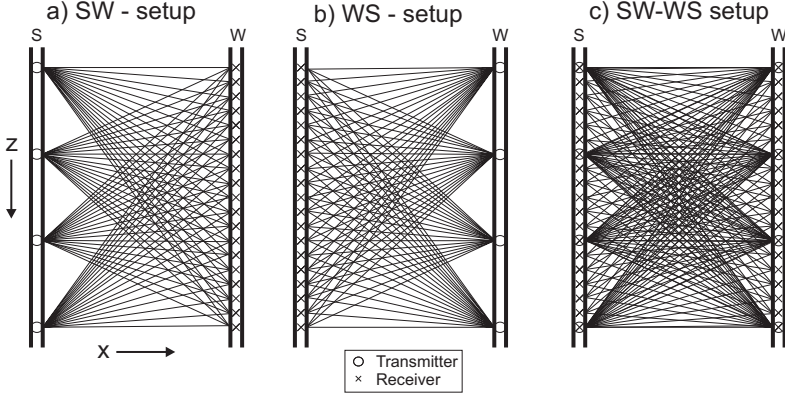 a) SW - setup
b) WS - setup
c) SW-WS setup
S
W
S
W
S
W
Z
X
Transmitter
Receiver